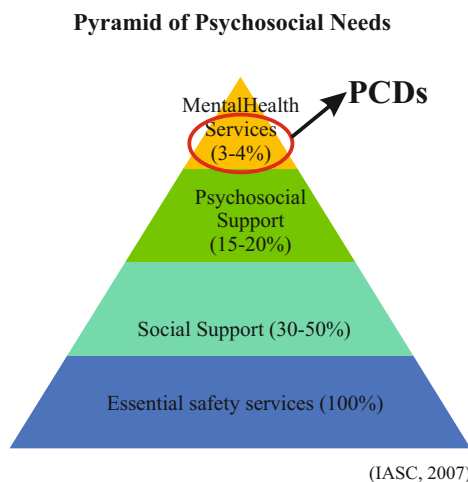 Pyramid of Psychosocial Needs
PCDs
MentalHealth
Services
(3-4%)
Psychosocial
Support
(15-20%)
Social Support (30-50%)
Essential safety services (100%)
(IASC, 2007)